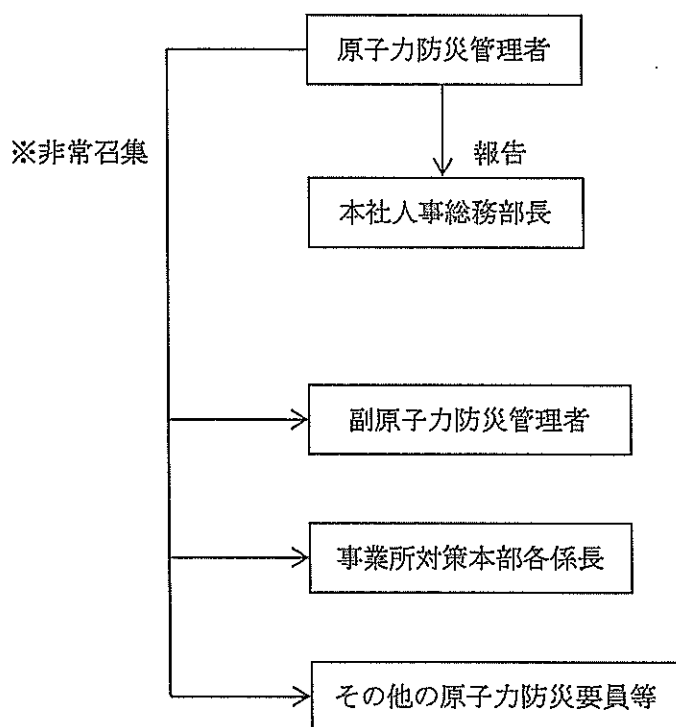 原子力防災管理者
※非常召集
報告
本社人事総務部長
副原子力防災管理者
事業所対策本部各係長
その他の原子力防災要員等